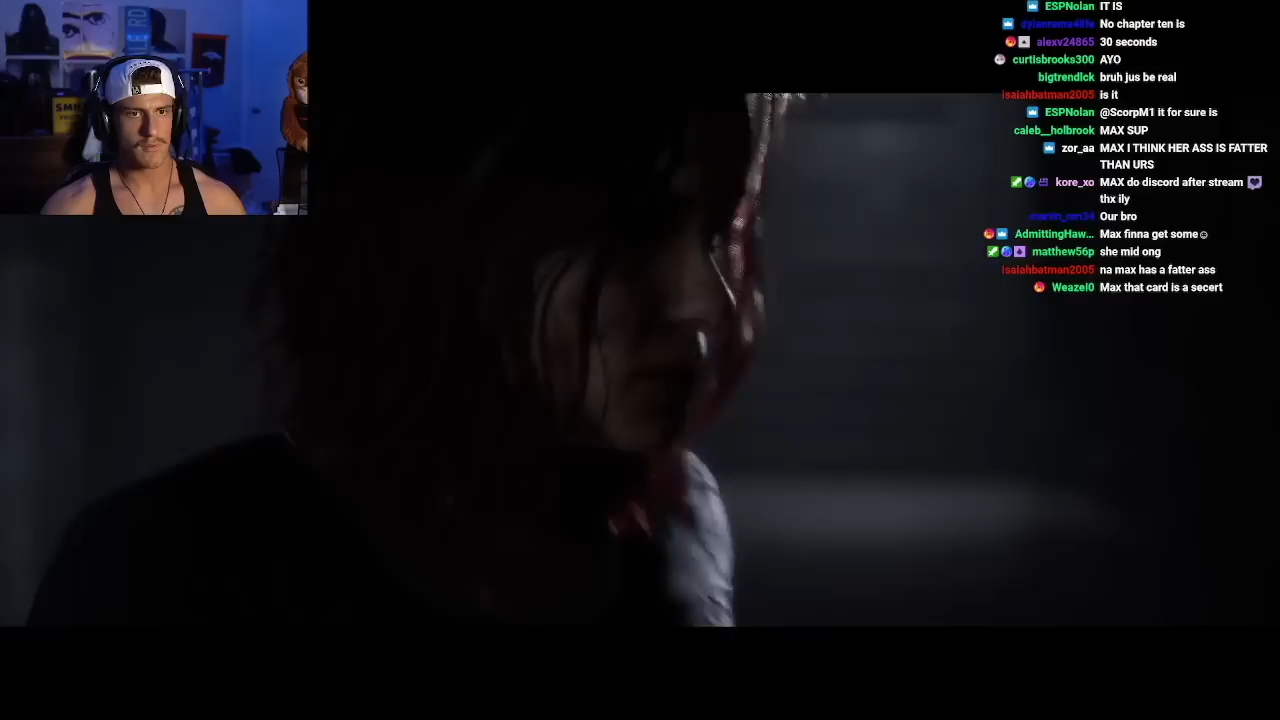 ESPNolan IT IS
dylanrams48fe No chapter ten is
alexv24865 30 seconds
curtisbrooks300 AYO
bigtrendlck bruh jus be real
isaiahbatman2005 is it
ESPNolan @ScorpM1 it for sure is
caleb__holbrook MAX SUP
zor_aa MAX I THINK HER ASS IS FATTER
THAN URS
kore_xo MAX do discord after stream
thx ily
Our bro
AdmittingHaw... Max finna get some
matthew56p she mid ong
isaiahbatman2005 na max has a fatter ass
Weazel0 Max that card is a secert